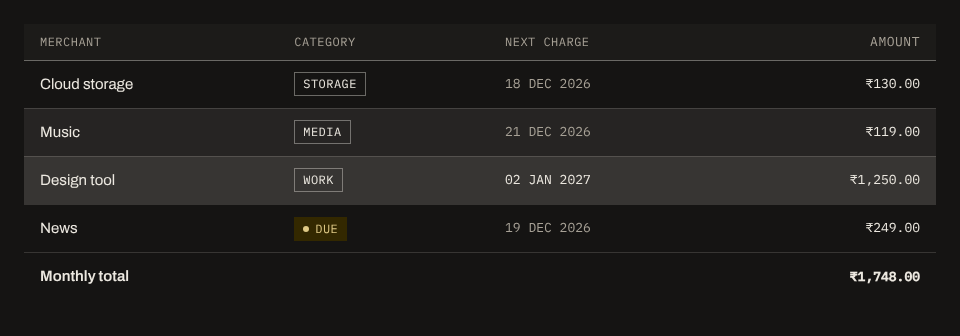 MERCHANT CATEGORY NEXT CHARGE AMOUNT
Cloud storage STORAGE 18 DEC 2026 ₹130.00
Music MEDIA 21 DEC 2026 ₹119.00
Design tool WORK 02 JAN 2027 ₹1,250.00
News DUE 19 DEC 2026 ₹249.00
Monthly total ₹1,748.00